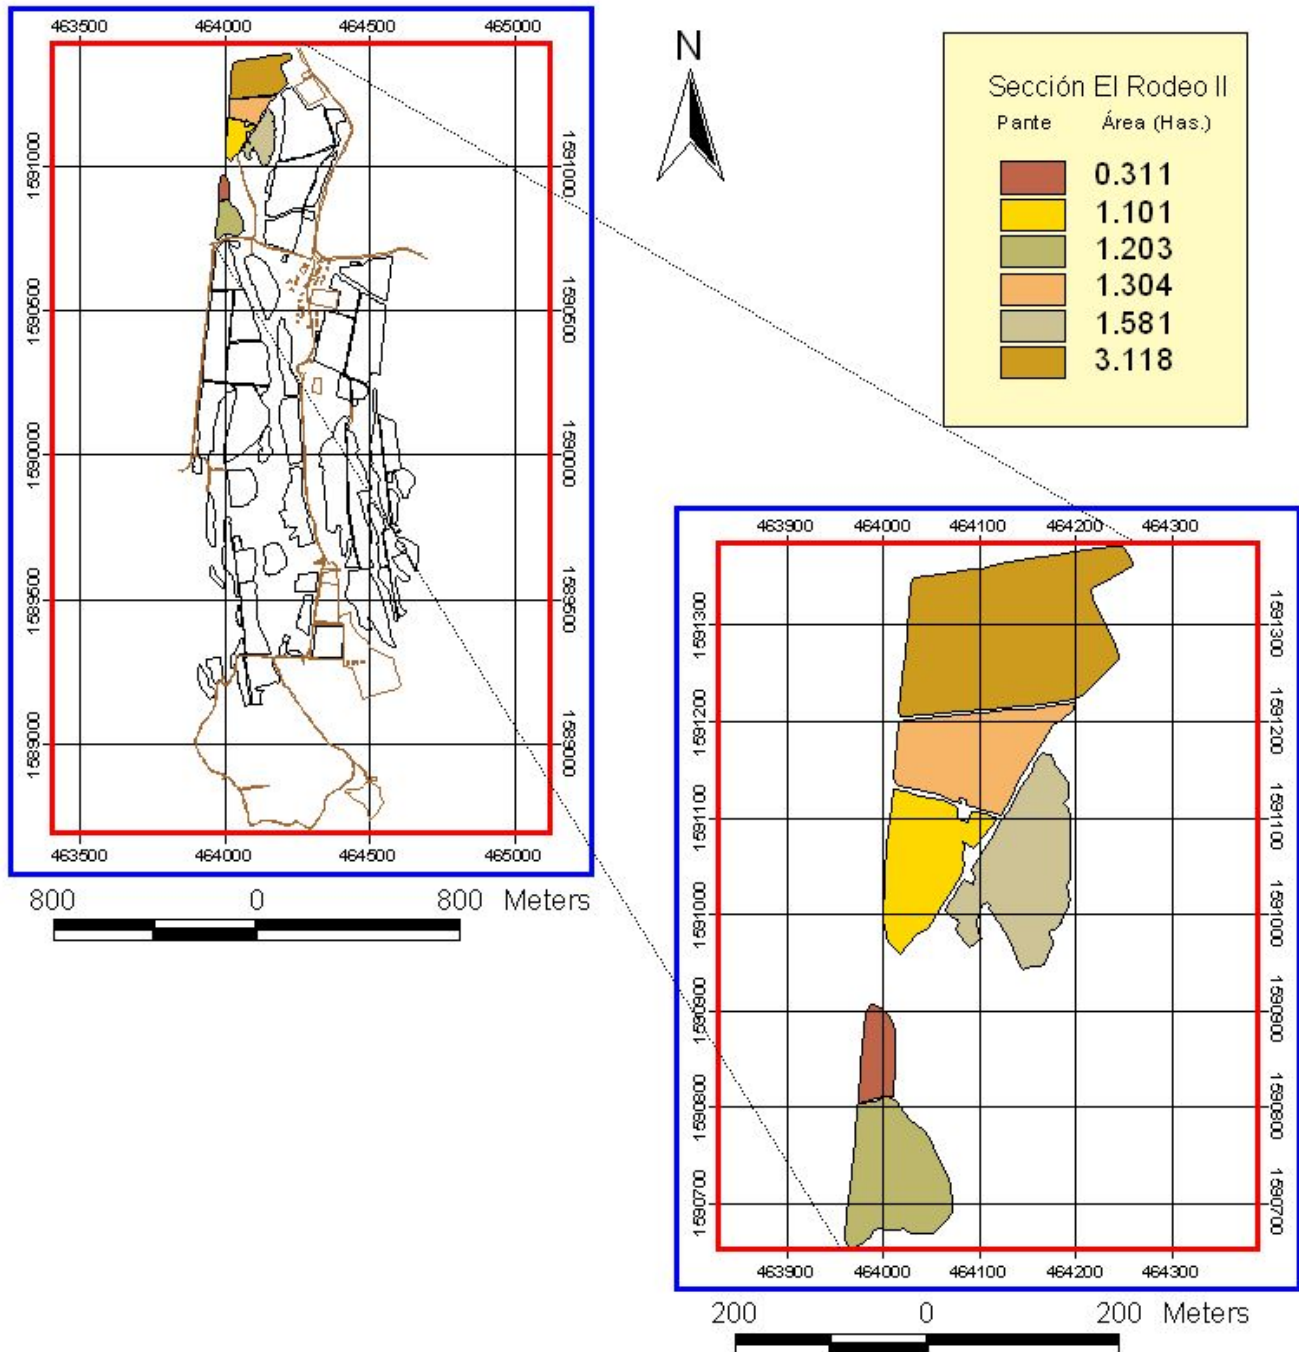 463500 464000 464500 465000
1591000 1591000
1590500 1590500
1590000 1590000
1589500 1589500
1589000 1589000
463500 464000 464500 465000
800 0 800 Meters
N
Sección El Rodeo II
Pante Área (Has.)
0.311
1.101
1.203
1.304
1.581
3.118
463900 464000 464100 464200 464300
1591300 1591300
1591200 1591200
1591100 1591100
1591000 1591000
1590900 1590900
1590800 1590800
1590700 1590700
463900 464000 464100 464200 464300
200 0 200 Meters